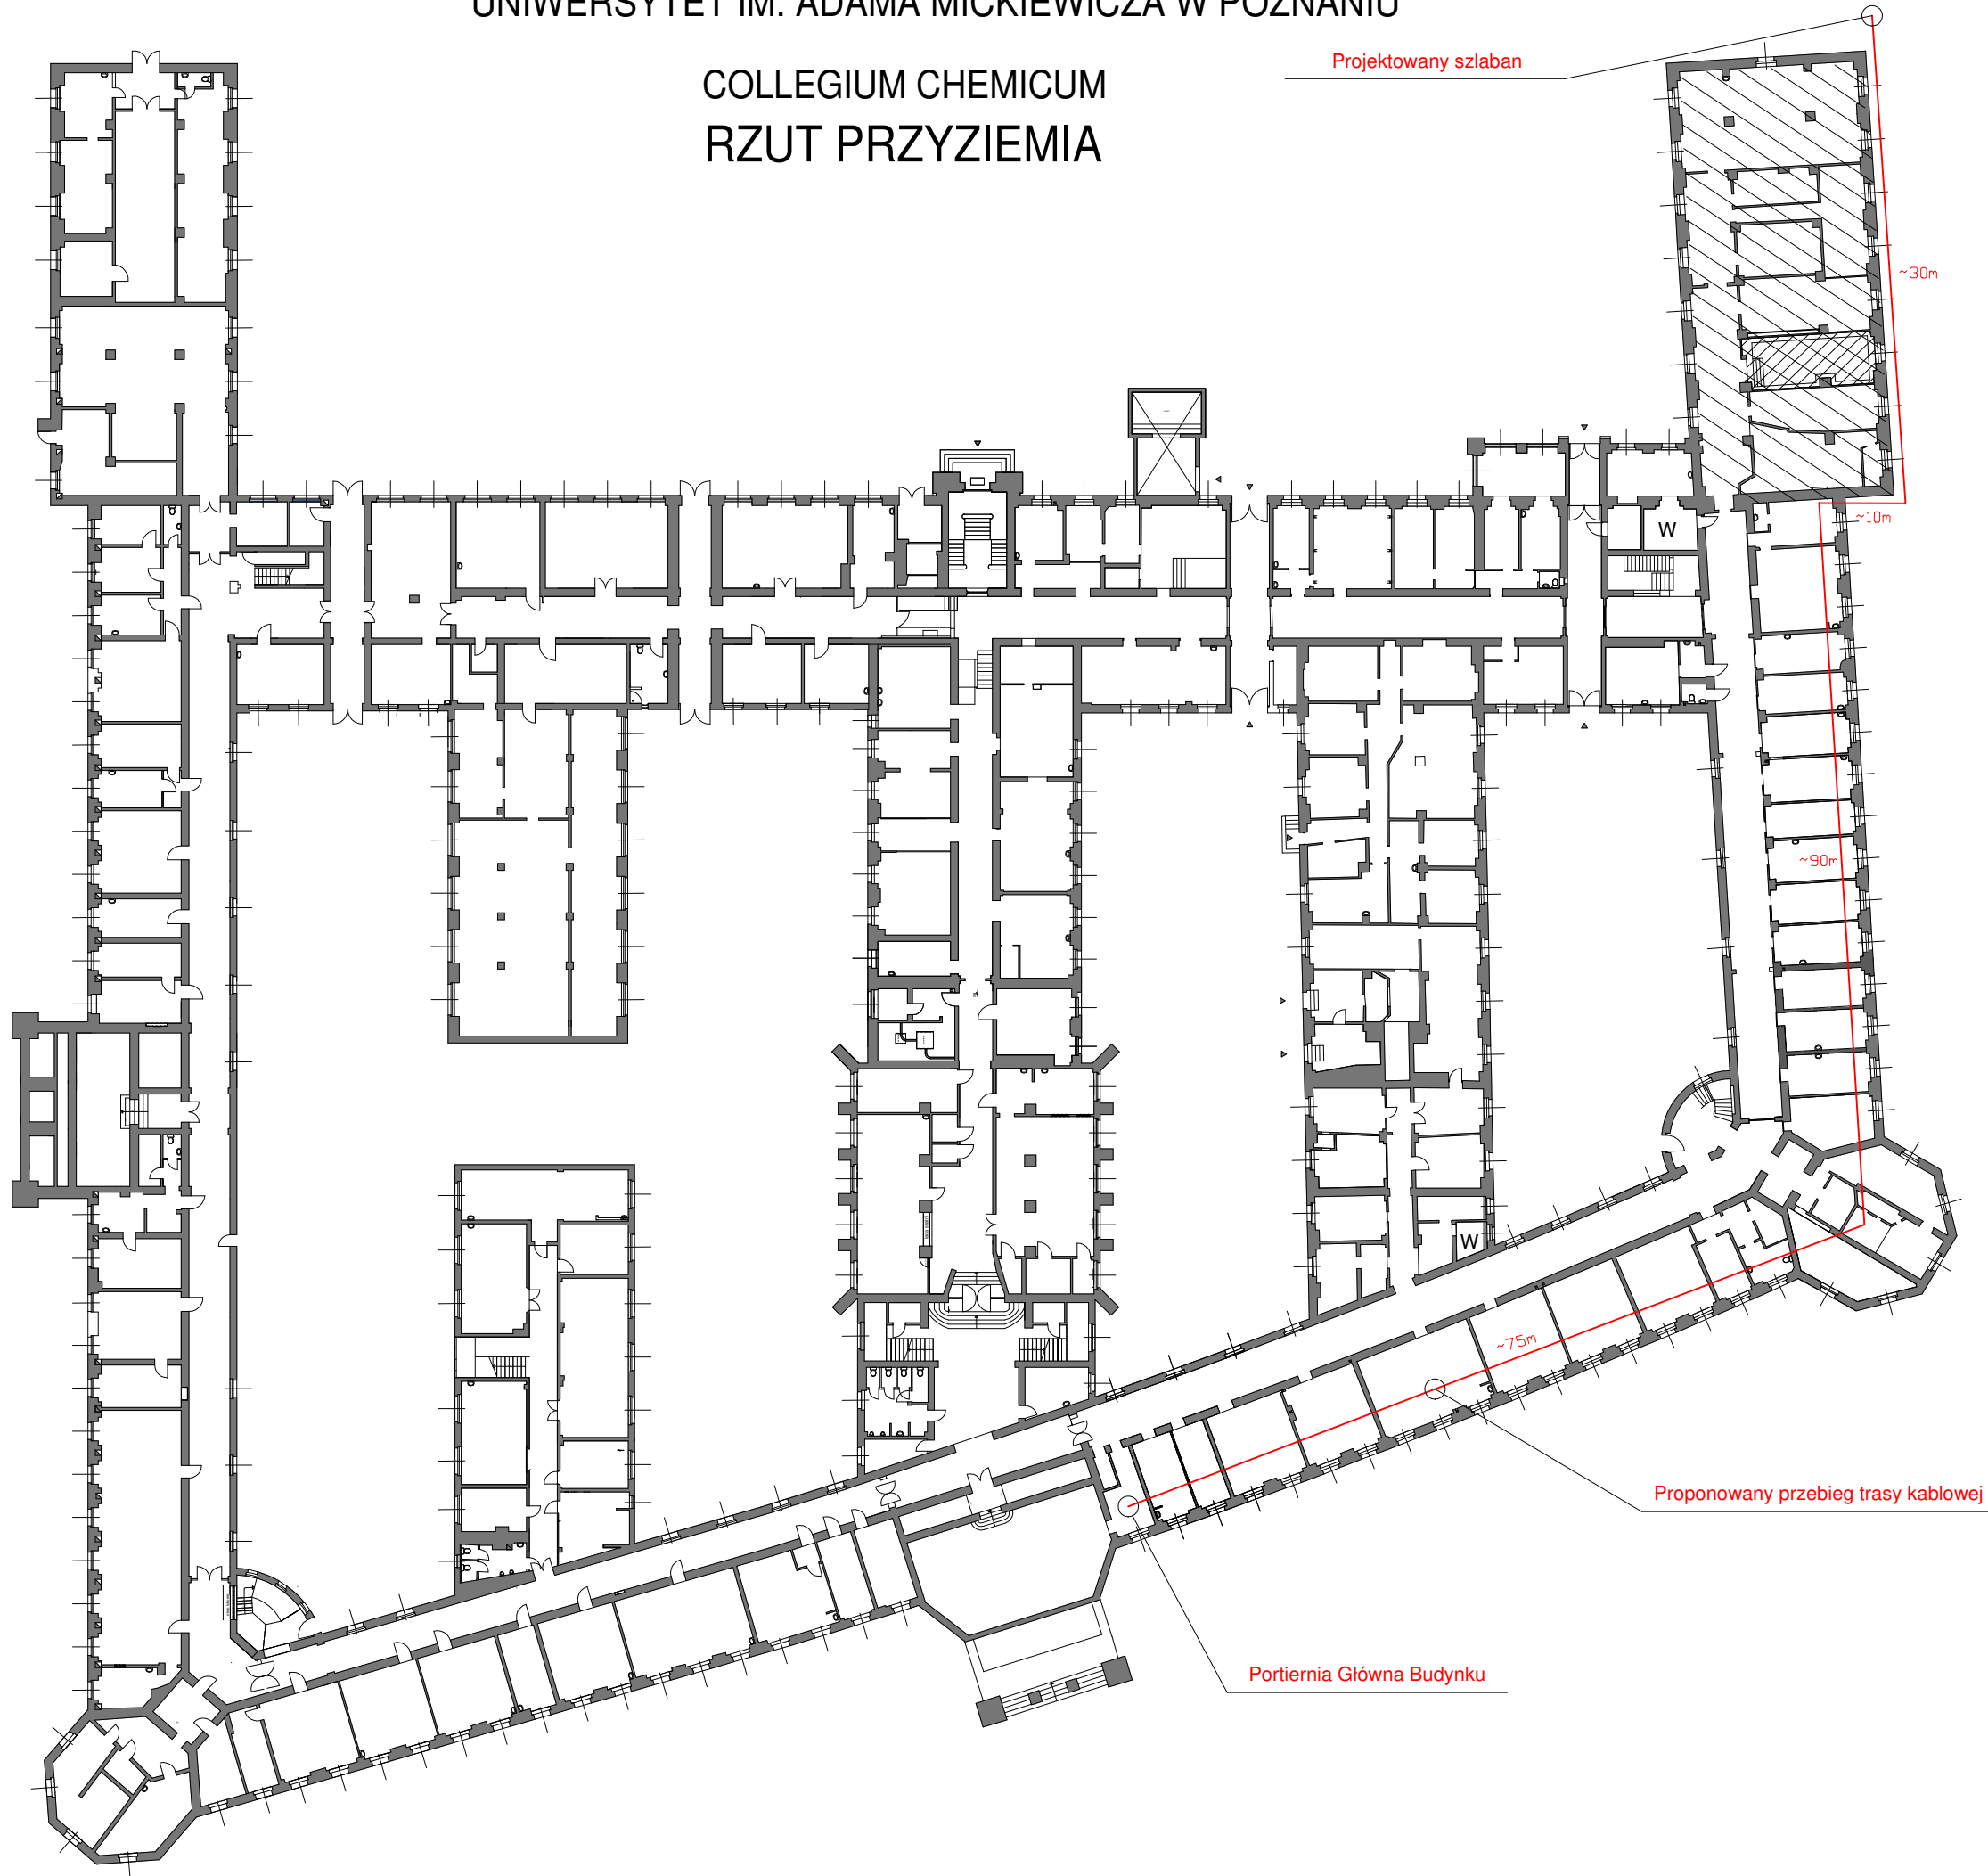 UNIWERSYTET IM. ADAMA MICKIEWICZA W POZNANIU
COLLEGIUM CHEMICUM
RZUT PRZYZIEMIA
Projektowany szlaban
~30m
~10m
W
~90m
W
~75m
Proponowany przebieg trasy kablowej
Portiernia Główna Budynku